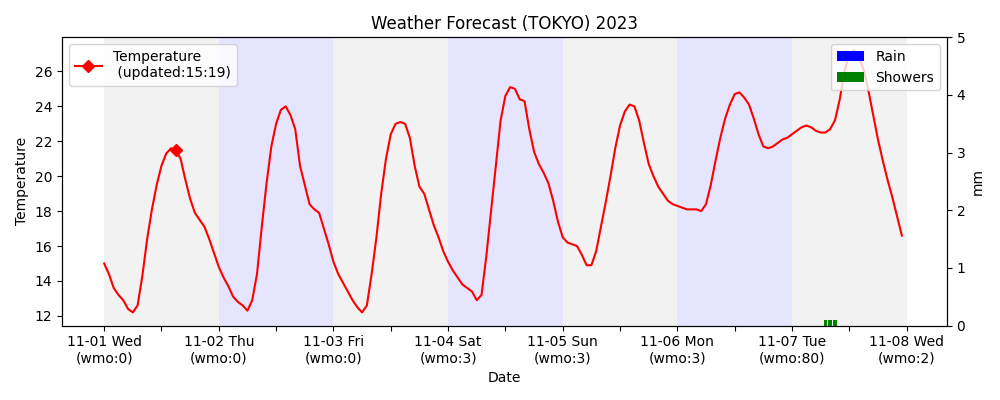 Weather Forecast (TOKYO) 2023
Temperature
(updated:15:19)
Rain
Showers
Temperature
26
24
22
20
18
16
14
12
5
4
3
2
1
0
mm
11-01 Wed
(wmo:0)
11-02 Thu
(wmo:0)
11-03 Fri
(wmo:0)
11-04 Sat
(wmo:3)
11-05 Sun
(wmo:3)
11-06 Mon
(wmo:3)
11-07 Tue
(wmo:80)
11-08 Wed
(wmo:2)
Date